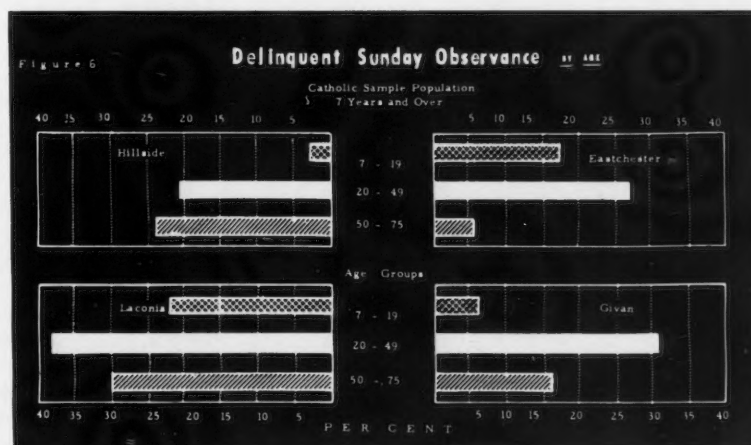 Figure 6
Delinquent Sunday Observance BY AGE
Catholic Sample Population
7 Years and Over
40 35 30 25 20 15 10 5
5 10 15 20 25 30 35 40
Hillside
7 - 19
Eastchester
20 - 49
50 - 75
Age Groups
Laconia
7 - 19
Givan
20 - 49
50 - 75
40 35 30 25 20 15 10 5
5 10 15 20 25 30 35 40
PER CENT